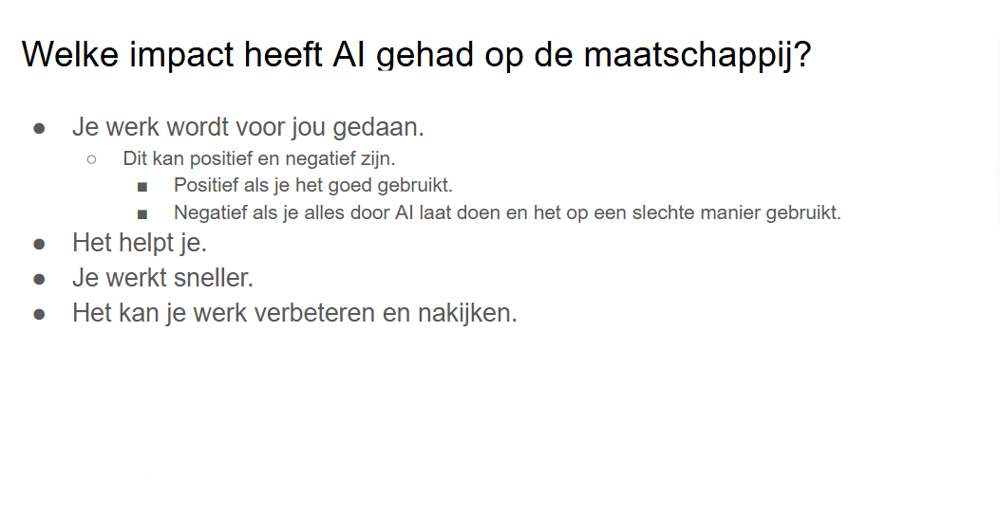 Welke impact heeft AI gehad op de maatschappij?
● Je werk wordt voor jou gedaan.
○ Dit kan positief en negatief zijn.
■ Positief als je het goed gebruikt.
■ Negatief als je alles door AI laat doen en het op een slechte manier gebruikt.
● Het helpt je.
● Je werkt sneller.
● Het kan je werk verbeteren en nakijken.